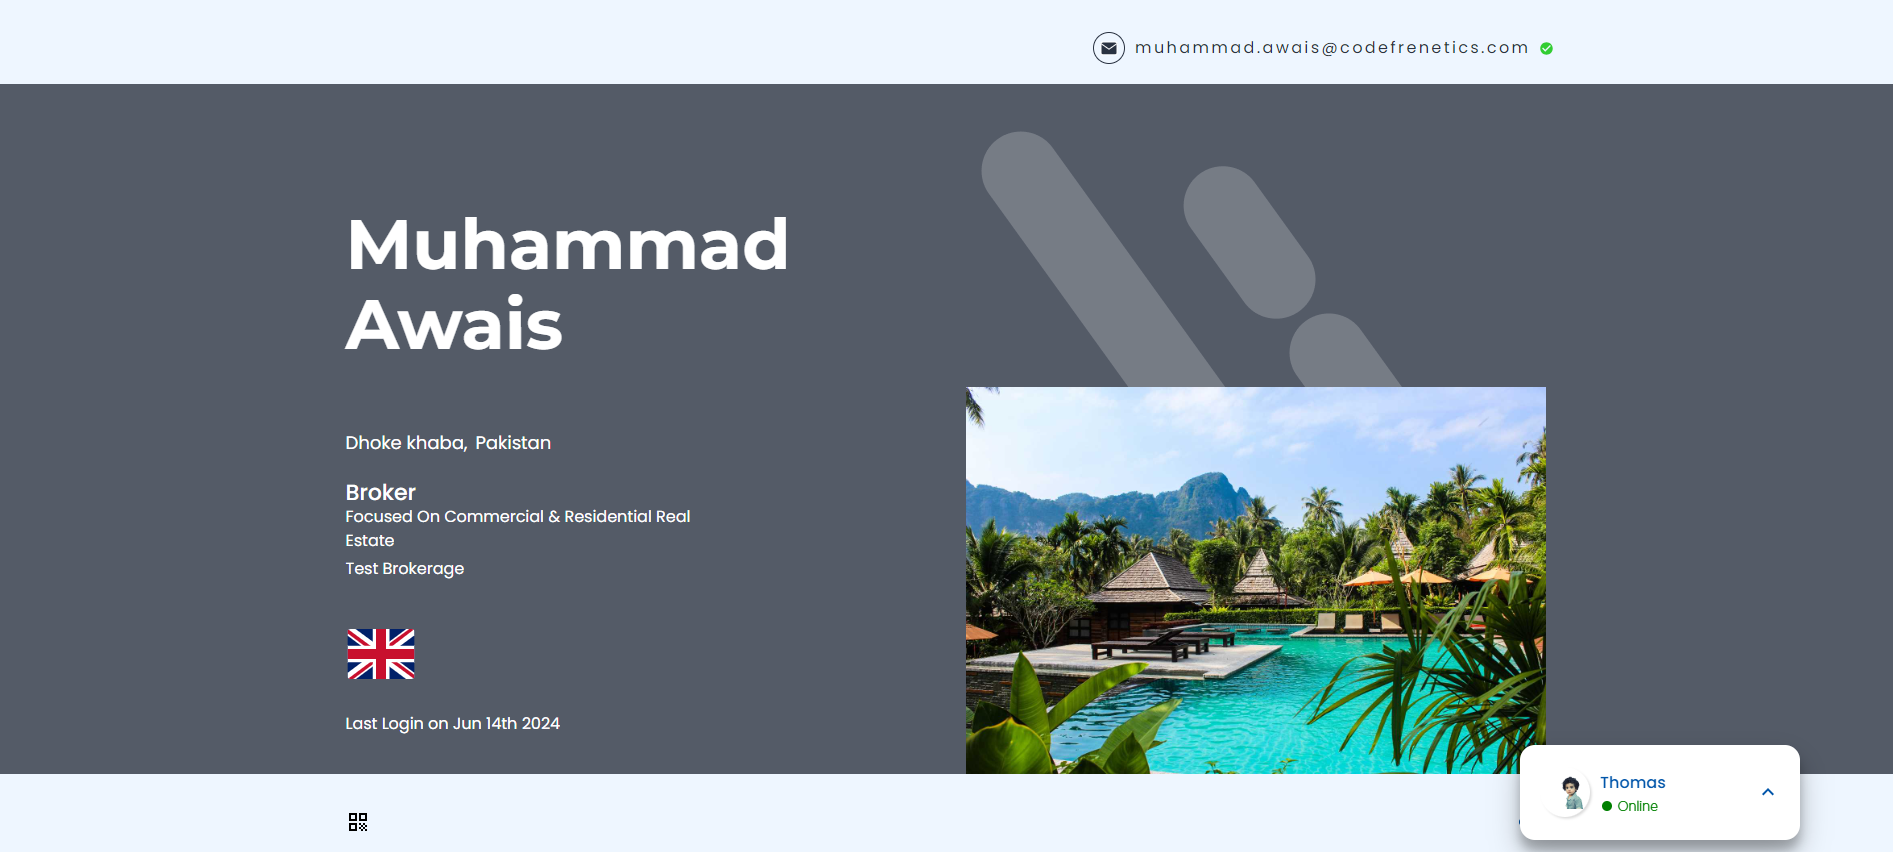 muhammad.awais@codefrenetics.com
Muhammad
Awais
Dhoke khaba, Pakistan
Broker
Focused On Commercial & Residential Real
Estate
Test Brokerage
Last Login on Jun 14th 2024
Thomas
Online